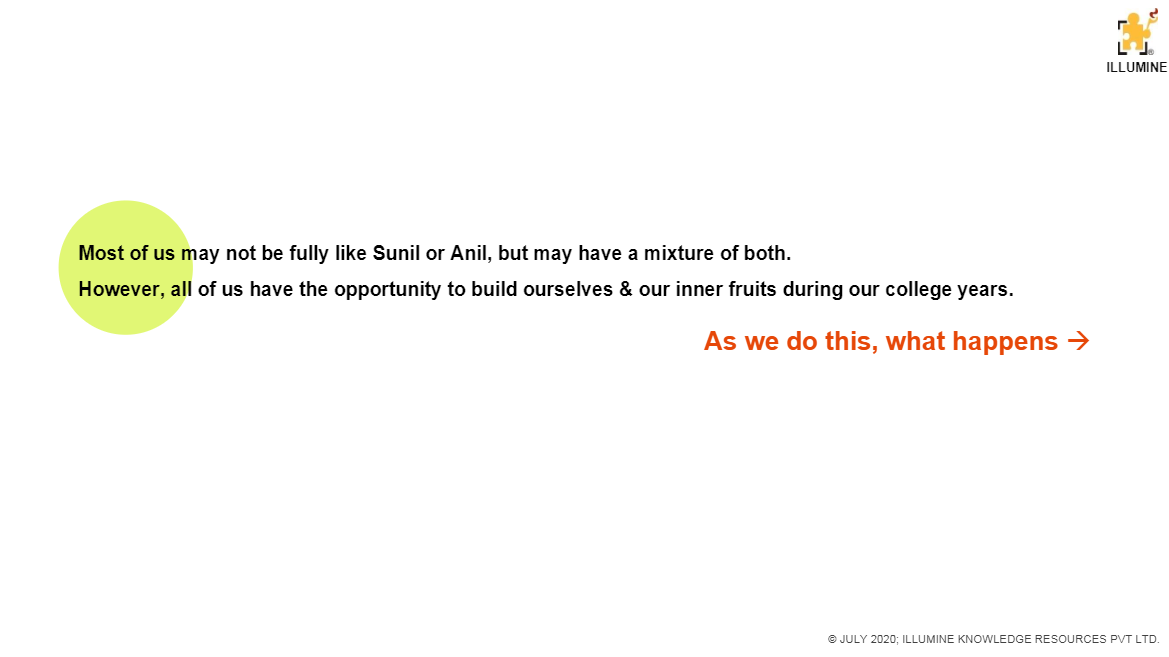 ILLUMINE
Most of us may not be fully like Sunil or Anil, but may have a mixture of both.
However, all of us have the opportunity to build ourselves & our inner fruits during our college years.
As we do this, what happens →
© JULY 2020; ILLUMINE KNOWLEDGE RESOURCES PVT LTD.